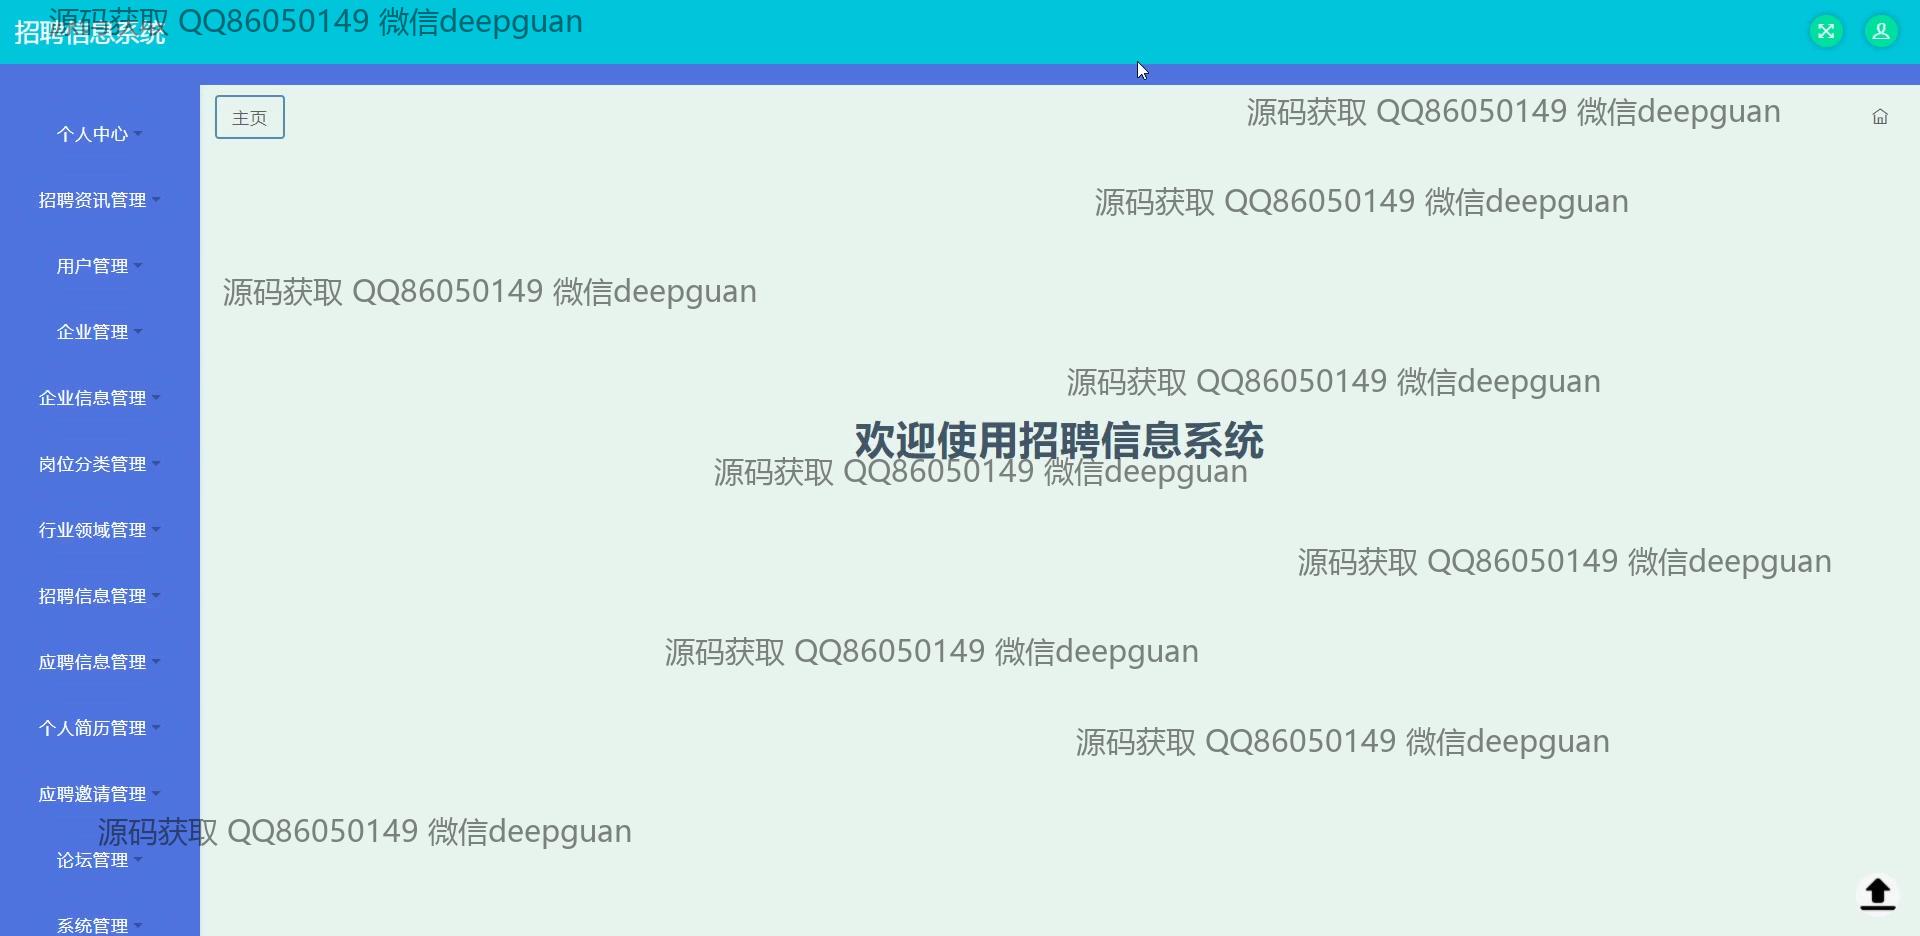 源码获取 QQ86050149 微信deepguan
招聘信息系统
主页
源码获取 QQ86050149 微信deepguan
个人中心
招聘资讯管理
源码获取 QQ86050149 微信deepguan
用户管理
源码获取 QQ86050149 微信deepguan
企业管理
源码获取 QQ86050149 微信deepguan
企业信息管理
欢迎使用招聘信息系统
岗位分类管理
源码获取 QQ86050149 微信deepguan
行业领域管理
源码获取 QQ86050149 微信deepguan
招聘信息管理
源码获取 QQ86050149 微信deepguan
应聘信息管理
个人简历管理
源码获取 QQ86050149 微信deepguan
应聘邀请管理
源码获取 QQ86050149 微信deepguan
论坛管理
系统管理